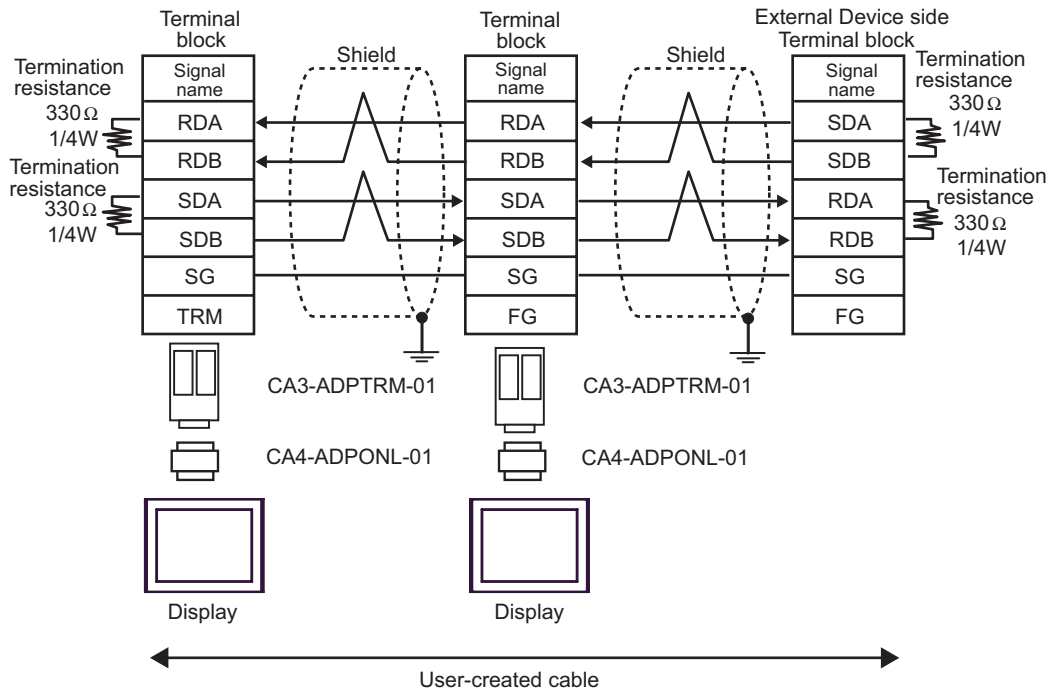 Terminal
block
Terminal
block
External Device side
Terminal block
Shield
Shield
Termination
resistance
330Ω
1/4W
Termination
resistance
330Ω
1/4W
Signal
name
RDA
RDB
SDA
SDB
SG
TRM
Signal
name
RDA
RDB
SDA
SDB
SG
FG
Signal
name
SDA
SDB
RDA
RDB
SG
FG
Termination
resistance
330Ω
1/4W
Termination
resistance
330Ω
1/4W
CA3-ADPTRM-01
CA3-ADPTRM-01
CA4-ADPONL-01
CA4-ADPONL-01
Display
Display
User-created cable